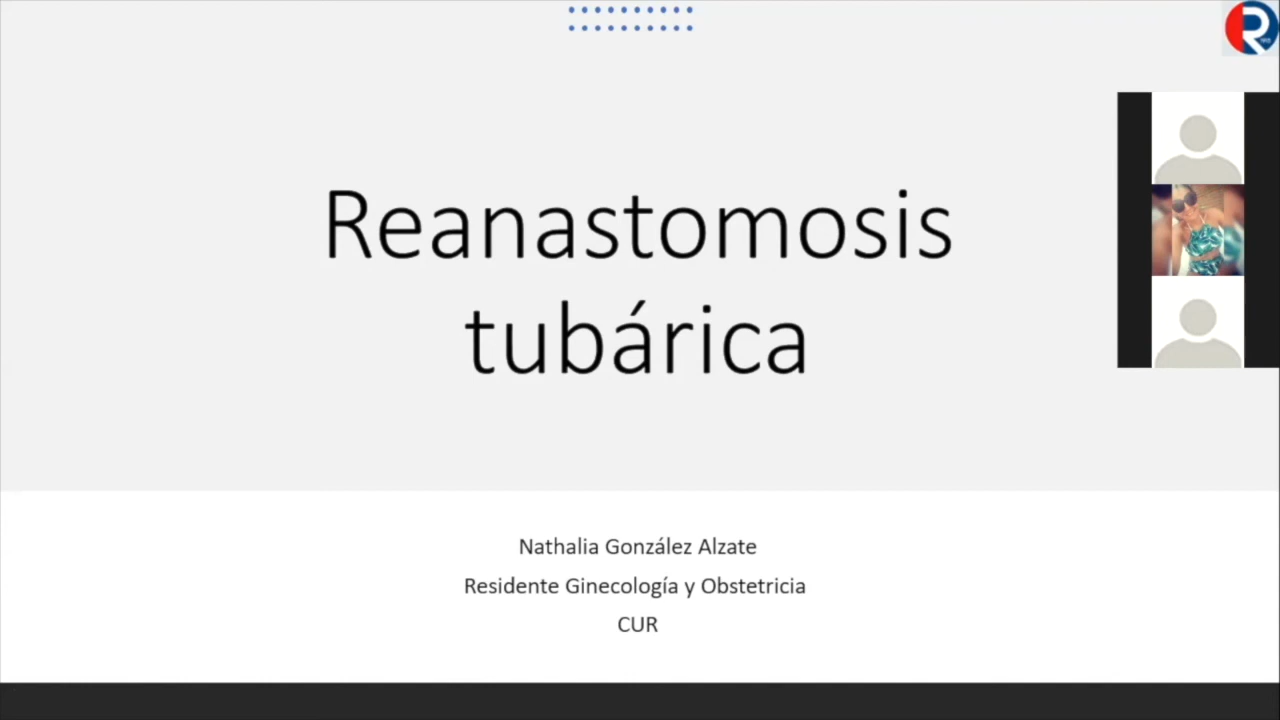 Reanastomosis
tubárica
Nathalia González Alzate
Residente Ginecología y Obstetricia
CUR